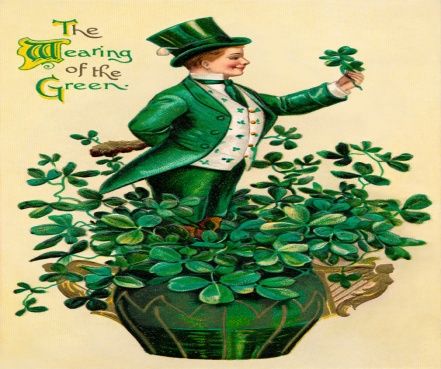 The
Wearing
of the
Green.